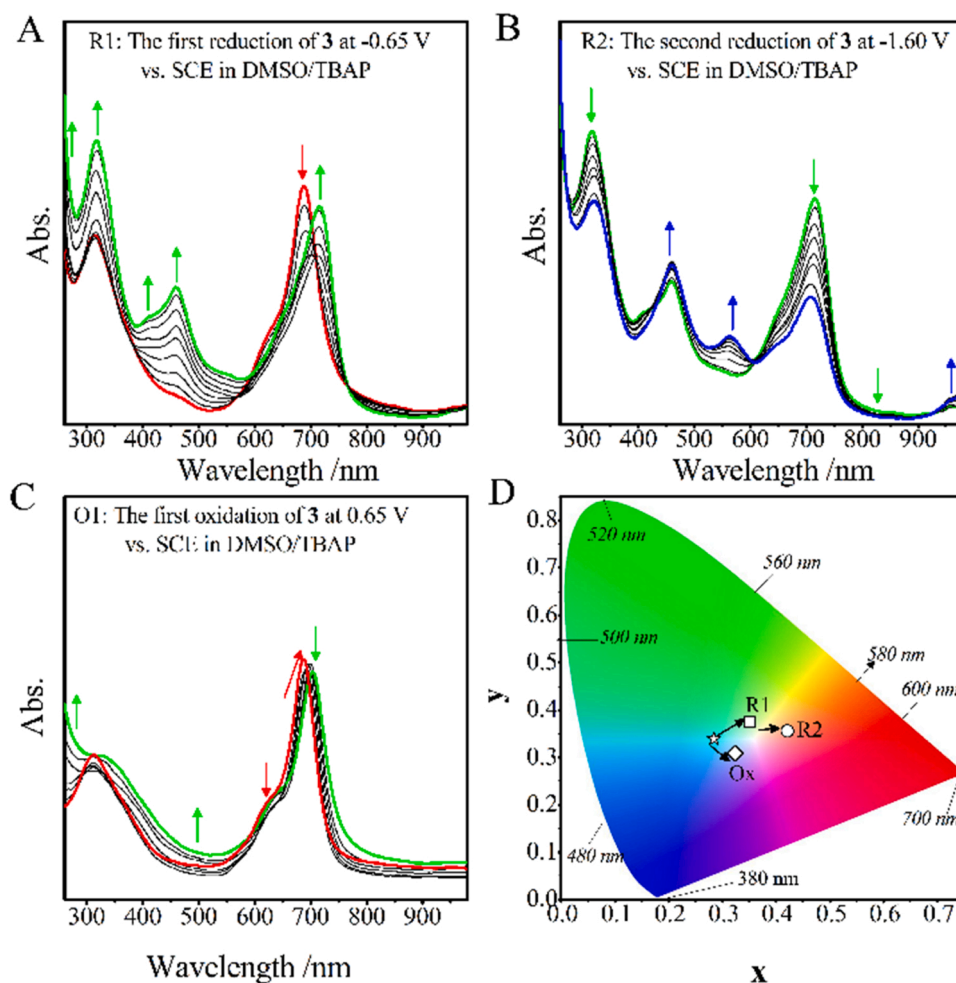 A
R1: The first reduction of 3 at -0.65 V
vs. SCE in DMSO/TBAP
Abs.
300 400 500 600 700 800 900
Wavelength /nm
B
R2: The second reduction of 3 at -1.60 V
vs. SCE in DMSO/TBAP
Abs.
300 400 500 600 700 800 900
Wavelength /nm
C
O1: The first oxidation of 3 at 0.65 V
vs. SCE in DMSO/TBAP
Abs.
300 400 500 600 700 800 900
Wavelength /nm
D
0.8
0.7
0.6
0.5
0.4
0.3
0.2
0.1
0.0
y
520 nm
560 nm
500 nm
580 nm
600 nm
R1
R2
Ox
700 nm
480 nm
380 nm
0.0 0.1 0.2 0.3 0.4 0.5 0.6 0.7
x